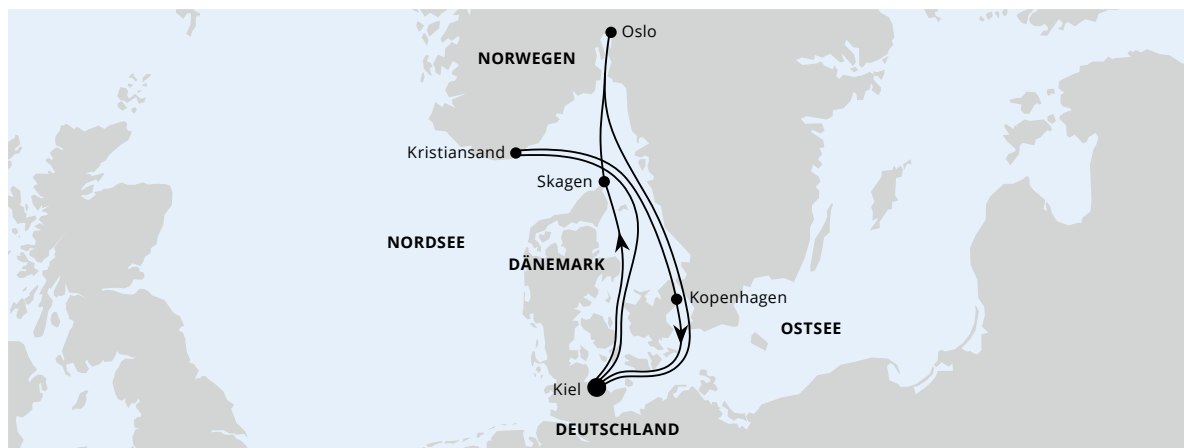 Oslo
NORWEGEN
Kristiansand
Skagen
NORDSEE
DÄNEMARK
Kopenhagen
OSTSEE
Kiel
DEUTSCHLAND